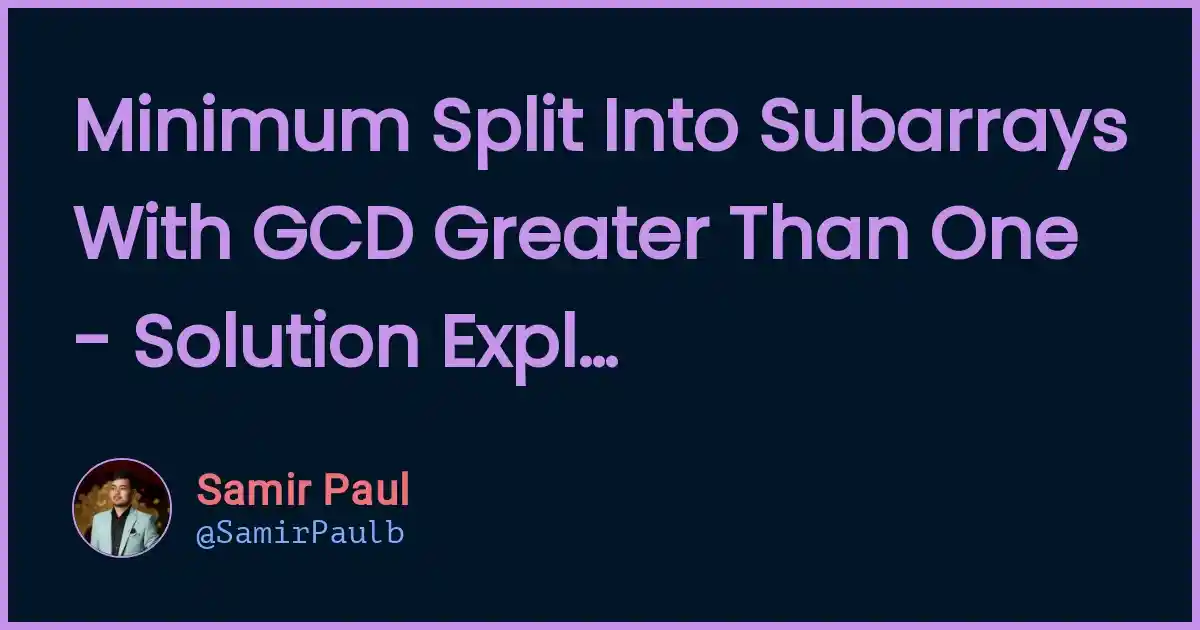 Minimum Split Into Subarrays
With GCD Greater Than One
- Solution Expl...
Samir Paul
@SamirPaulb